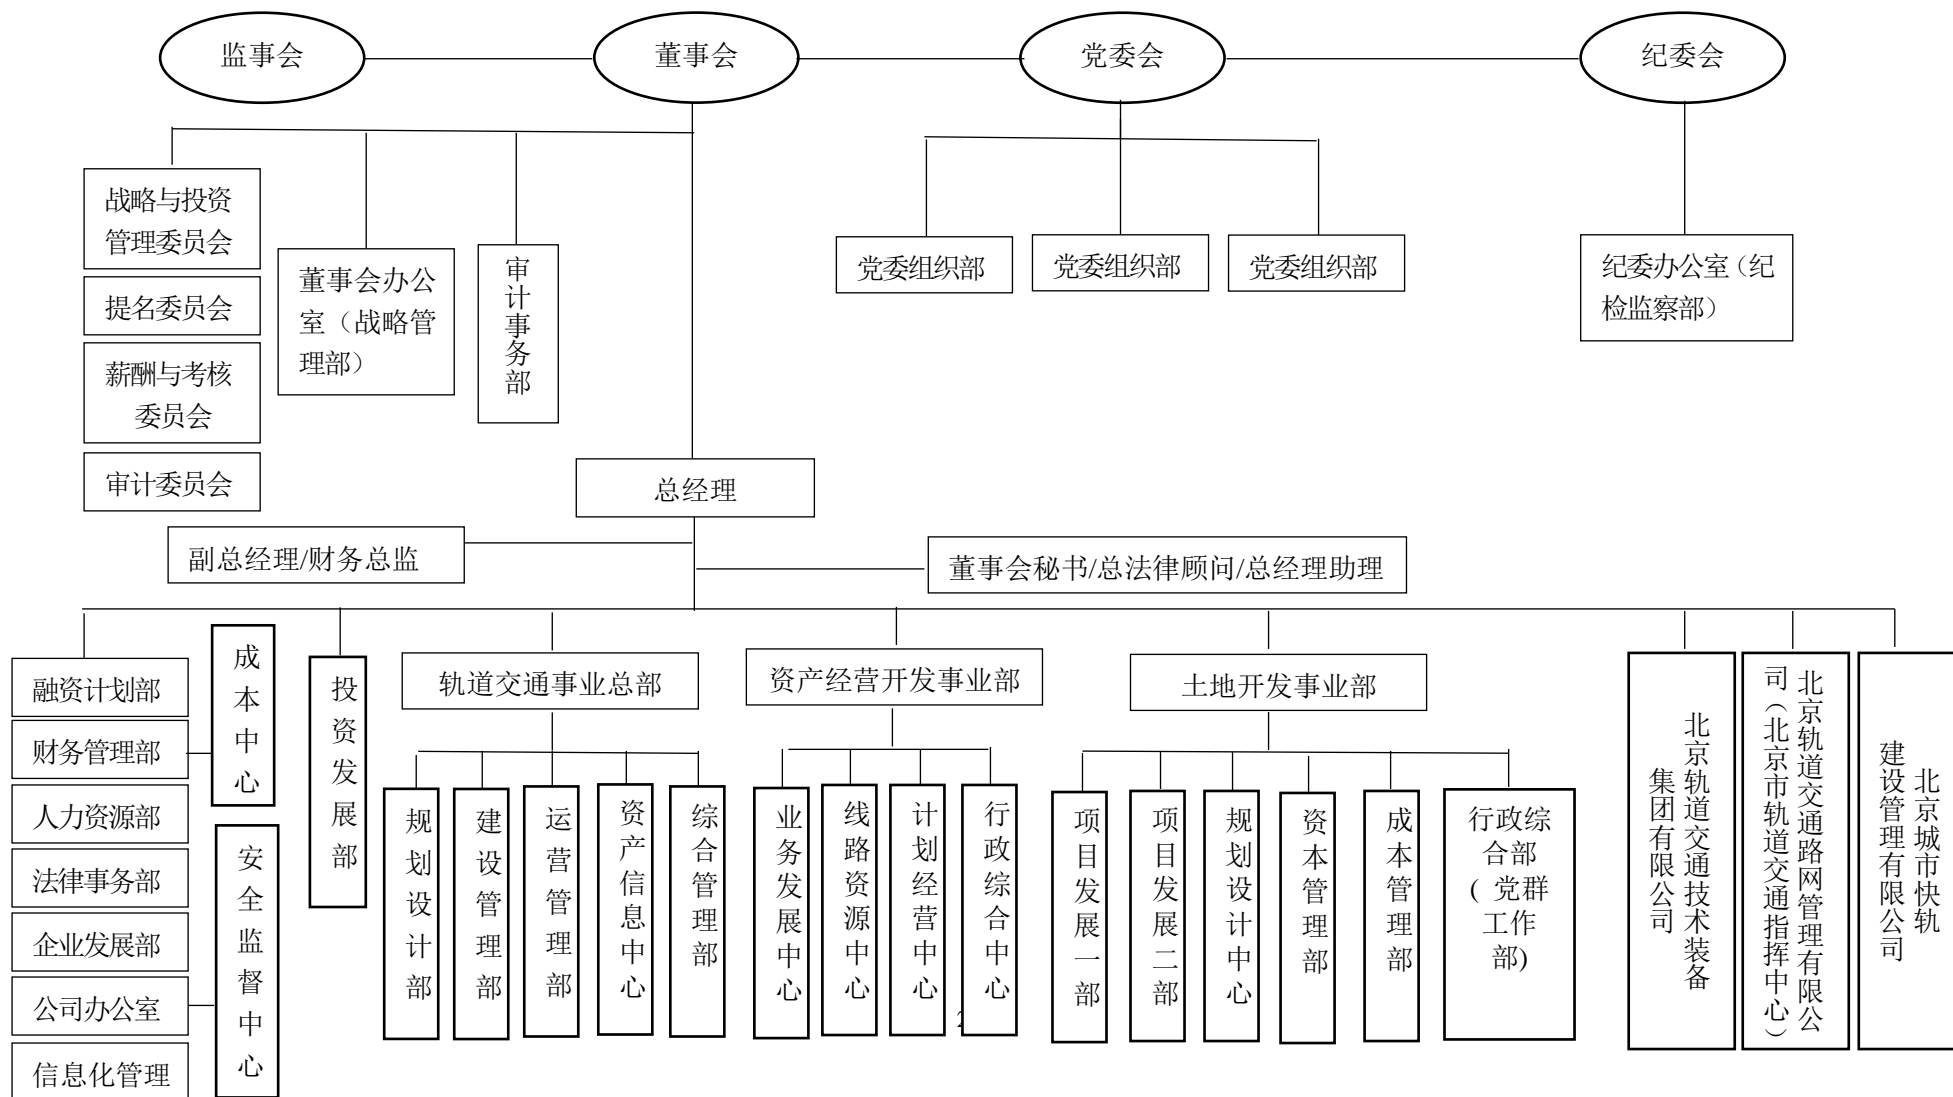 监事会
董事会
党委会
纪委会
战略与投资
管理委员会
提名委员会
薪酬与考核
委员会
审计委员会
董事会办公
室（战略管
理部）
审计事务部
党委组织部
党委组织部
党委组织部
纪委办公室（纪
检监察部）
总经理
副总经理/财务总监
董事会秘书/总法律顾问/总经理助理
融资计划部
财务管理部
人力资源部
法律事务部
企业发展部
公司办公室
信息化管理
成本中心
安全监督中心
投资发展部
轨道交通事业总部
规划设计部
建设管理部
运营管理部
资产信息中心
综合管理部
资产经营开发事业部
业务发展中心
线路资源中心
计划经营中心
行政综合中心
土地开发事业部
项目发展一部
项目发展二部
规划设计中心
资本管理部
成本管理部
行政综
合部
( 党群
工作
部)
北京轨道交通技术装备
集团有限公司
北京轨道交通路网管理有限公
司（北京市轨道交通指挥中心）
北京城市快轨
建设管理有限公司